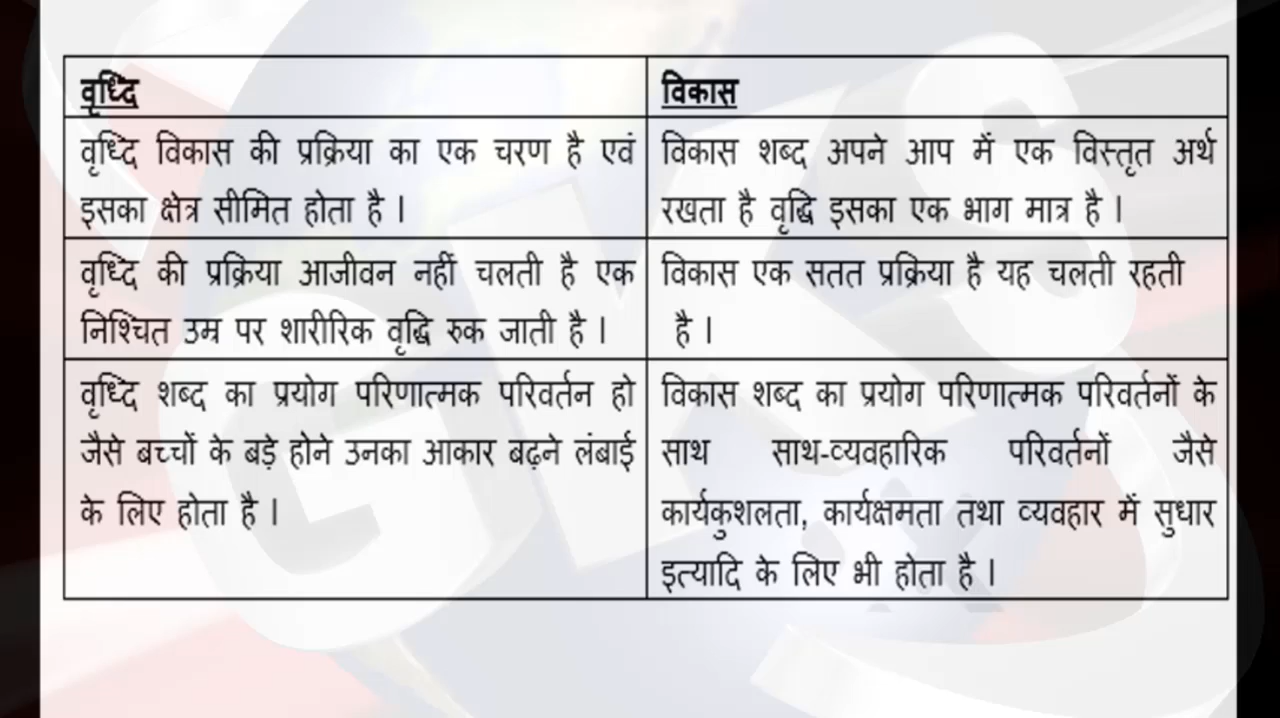 वृध्दि
विकास
वृध्दि विकास की प्रक्रिया का एक चरण है एवं
इसका क्षेत्र सीमित होता है ।
विकास शब्द अपने आप में एक विस्तृत अर्थ
रखता है वृद्धि इसका एक भाग मात्र है ।
वृध्दि की प्रक्रिया आजीवन नहीं चलती है एक
निश्चित उम्र पर शारीरिक वृद्धि रुक जाती है ।
विकास एक सतत प्रक्रिया है यह चलती रहती
है ।
वृध्दि शब्द का प्रयोग परिणात्मक परिवर्तन हो
जैसे बच्चों के बड़े होने उनका आकार बढ़ने लंबाई
के लिए होता है ।
विकास शब्द का प्रयोग परिणात्मक परिवर्तनों के
साथ साथ-व्यवहारिक परिवर्तनों जैसे
कार्यकुशलता, कार्यक्षमता तथा व्यवहार में सुधार
इत्यादि के लिए भी होता है ।